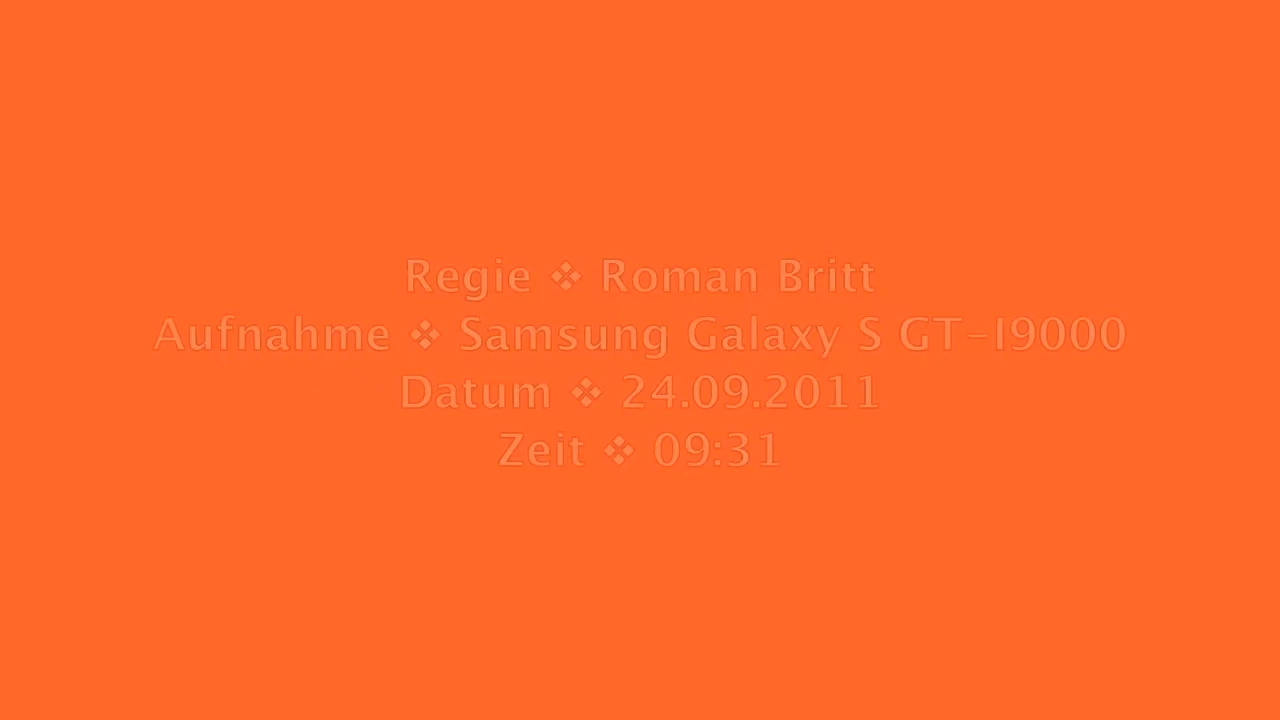 Regie ❖ Roman Britt
Aufnahme ❖ Samsung Galaxy S GT-I9000
Datum ❖ 24.09.2011
Zeit ❖ 09:31